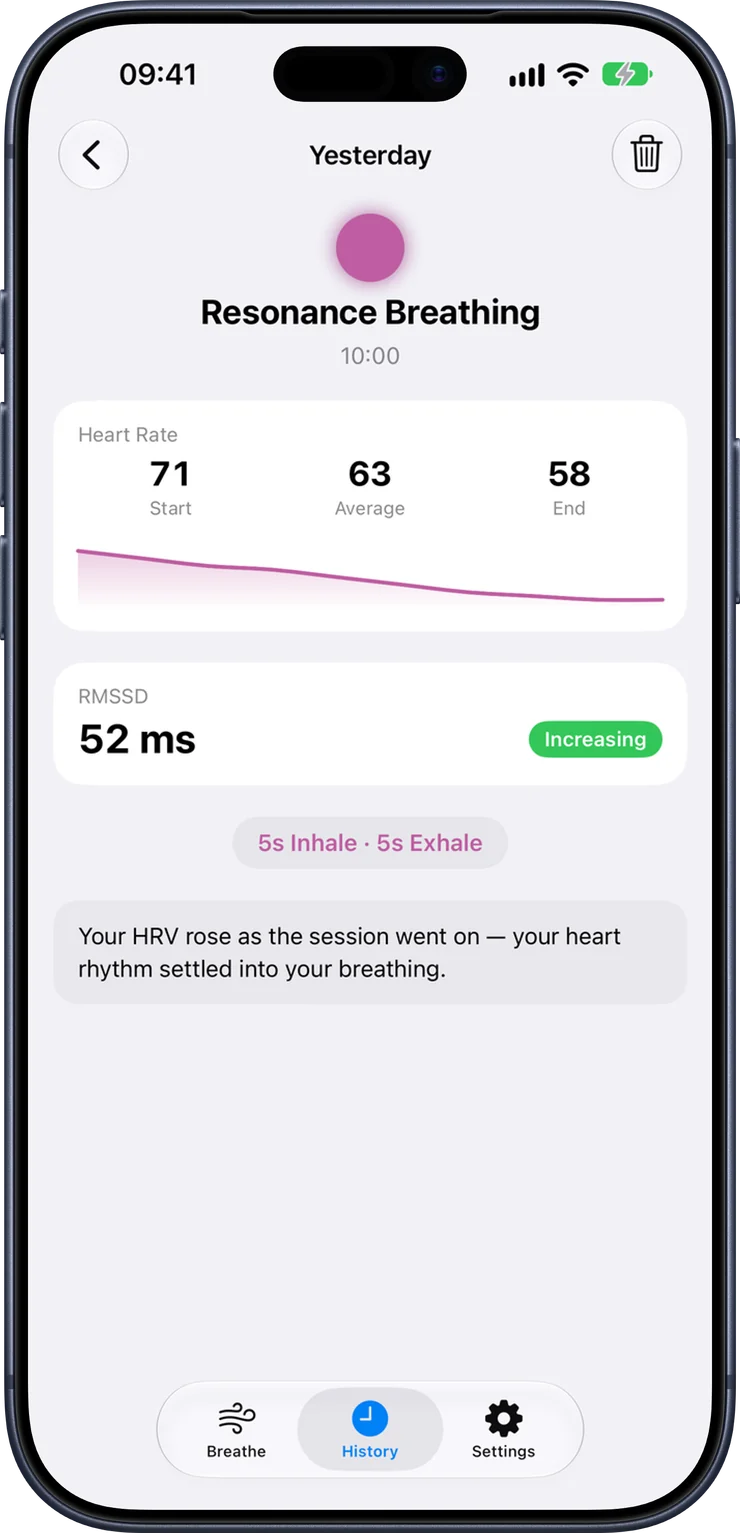 09:41
Yesterday
Resonance Breathing
10:00
Heart Rate
71 63 58
Start Average End
RMSSD
52 ms Increasing
5s Inhale · 5s Exhale
Your HRV rose as the session went on — your heart
rhythm settled into your breathing.
Breathe History Settings